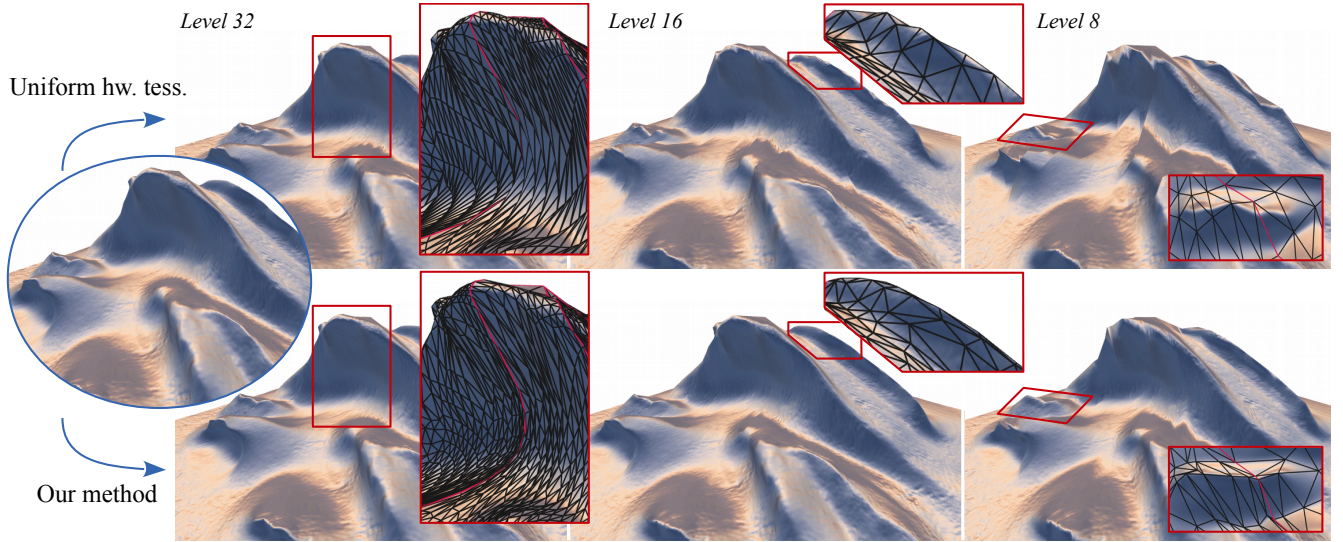 Level 32
Level 16
Level 8
Uniform hw. tess.
Our method